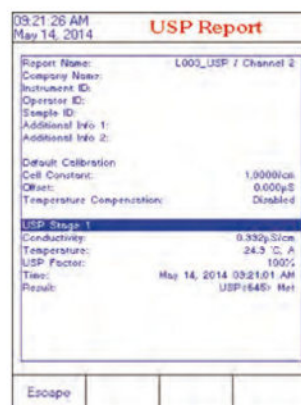 09:21:26 AM
May 14, 2014
USP Report
Report Name: L000_USP / Channel 2
Company Name:
Instrument ID:
Operator ID:
Sample ID:
Additional Info 1:
Additional Info 2:
Default Calibration
Cell Constant: 1.0000/cm
Offset: 0.000µS
Temperature Compensation: Disabled
USP Stage 1
Conductivity: 0.332µS/cm
Temperature: 24.9 °C, A
USP Factor: 100%
Time: May 14, 2014 09:21:01 AM
Result: USP<645> Met
Escape